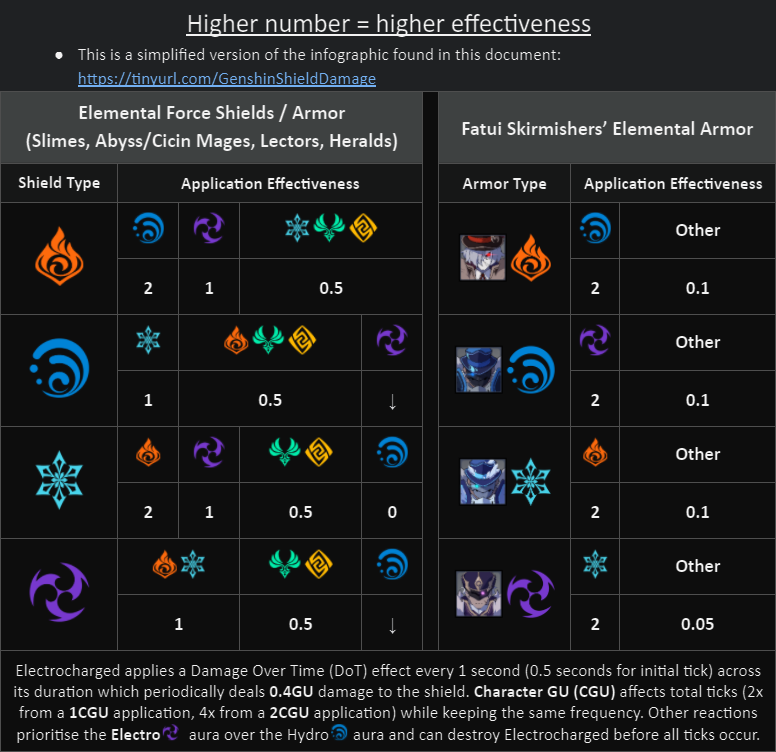 Higher number = higher effectiveness
● This is a simplified version of the infographic found in this document:
https://tinyurl.com/GenshinShieldDamage
Elemental Force Shields / Armor
(Slimes, Abyss/Cicin Mages, Lectors, Heralds)
Shield Type Application Effectiveness
2 1 0.5
1 0.5 ↓
2 1 0.5 0
1 0.5 ↓
Fatui Skirmishers’ Elemental Armor
Armor Type Application Effectiveness
Other
2 0.1
Other
2 0.1
Other
2 0.1
Other
2 0.05
Electrocharged applies a Damage Over Time (DoT) effect every 1 second (0.5 seconds for initial tick) across
its duration which periodically deals 0.4GU damage to the shield. Character GU (CGU) affects total ticks (2x
from a 1CGU application, 4x from a 2CGU application) while keeping the same frequency. Other reactions
prioritise the Electro aura over the Hydro aura and can destroy Electrocharged before all ticks occur.